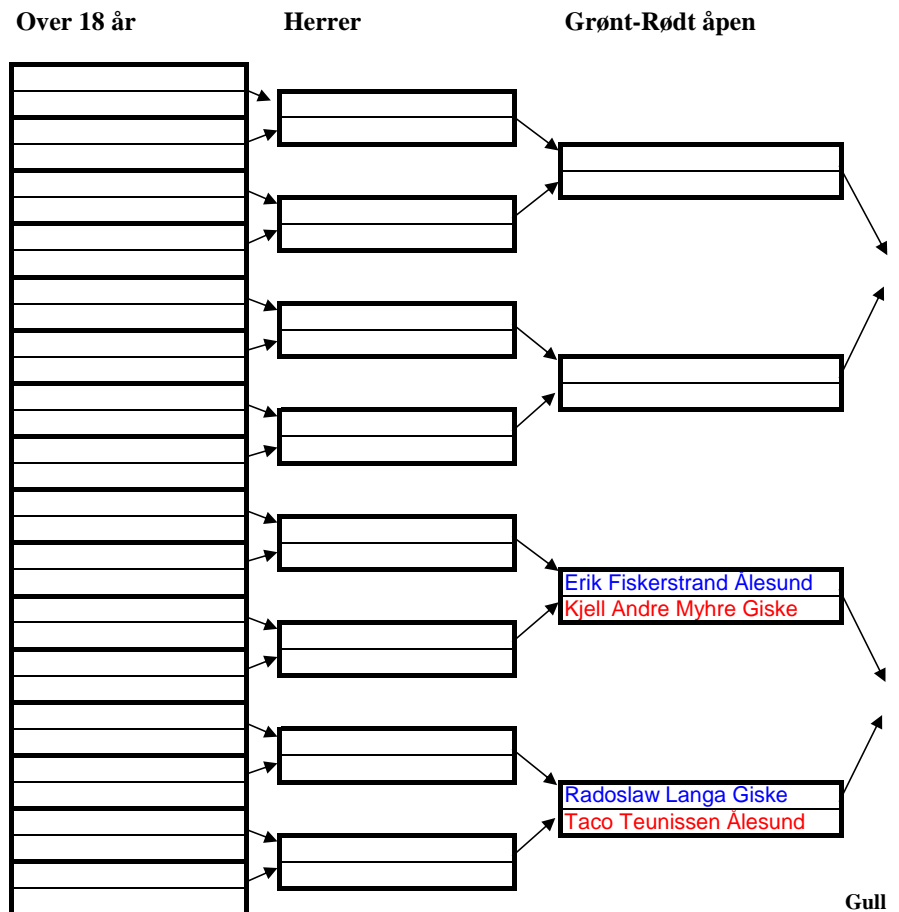 Over 18 år Herrer Grønt-Rødt åpen
Erik Fiskerstrand Ålesund
Kjell Andre Myhre Giske
Radoslaw Langa Giske
Taco Teunissen Ålesund
Gull